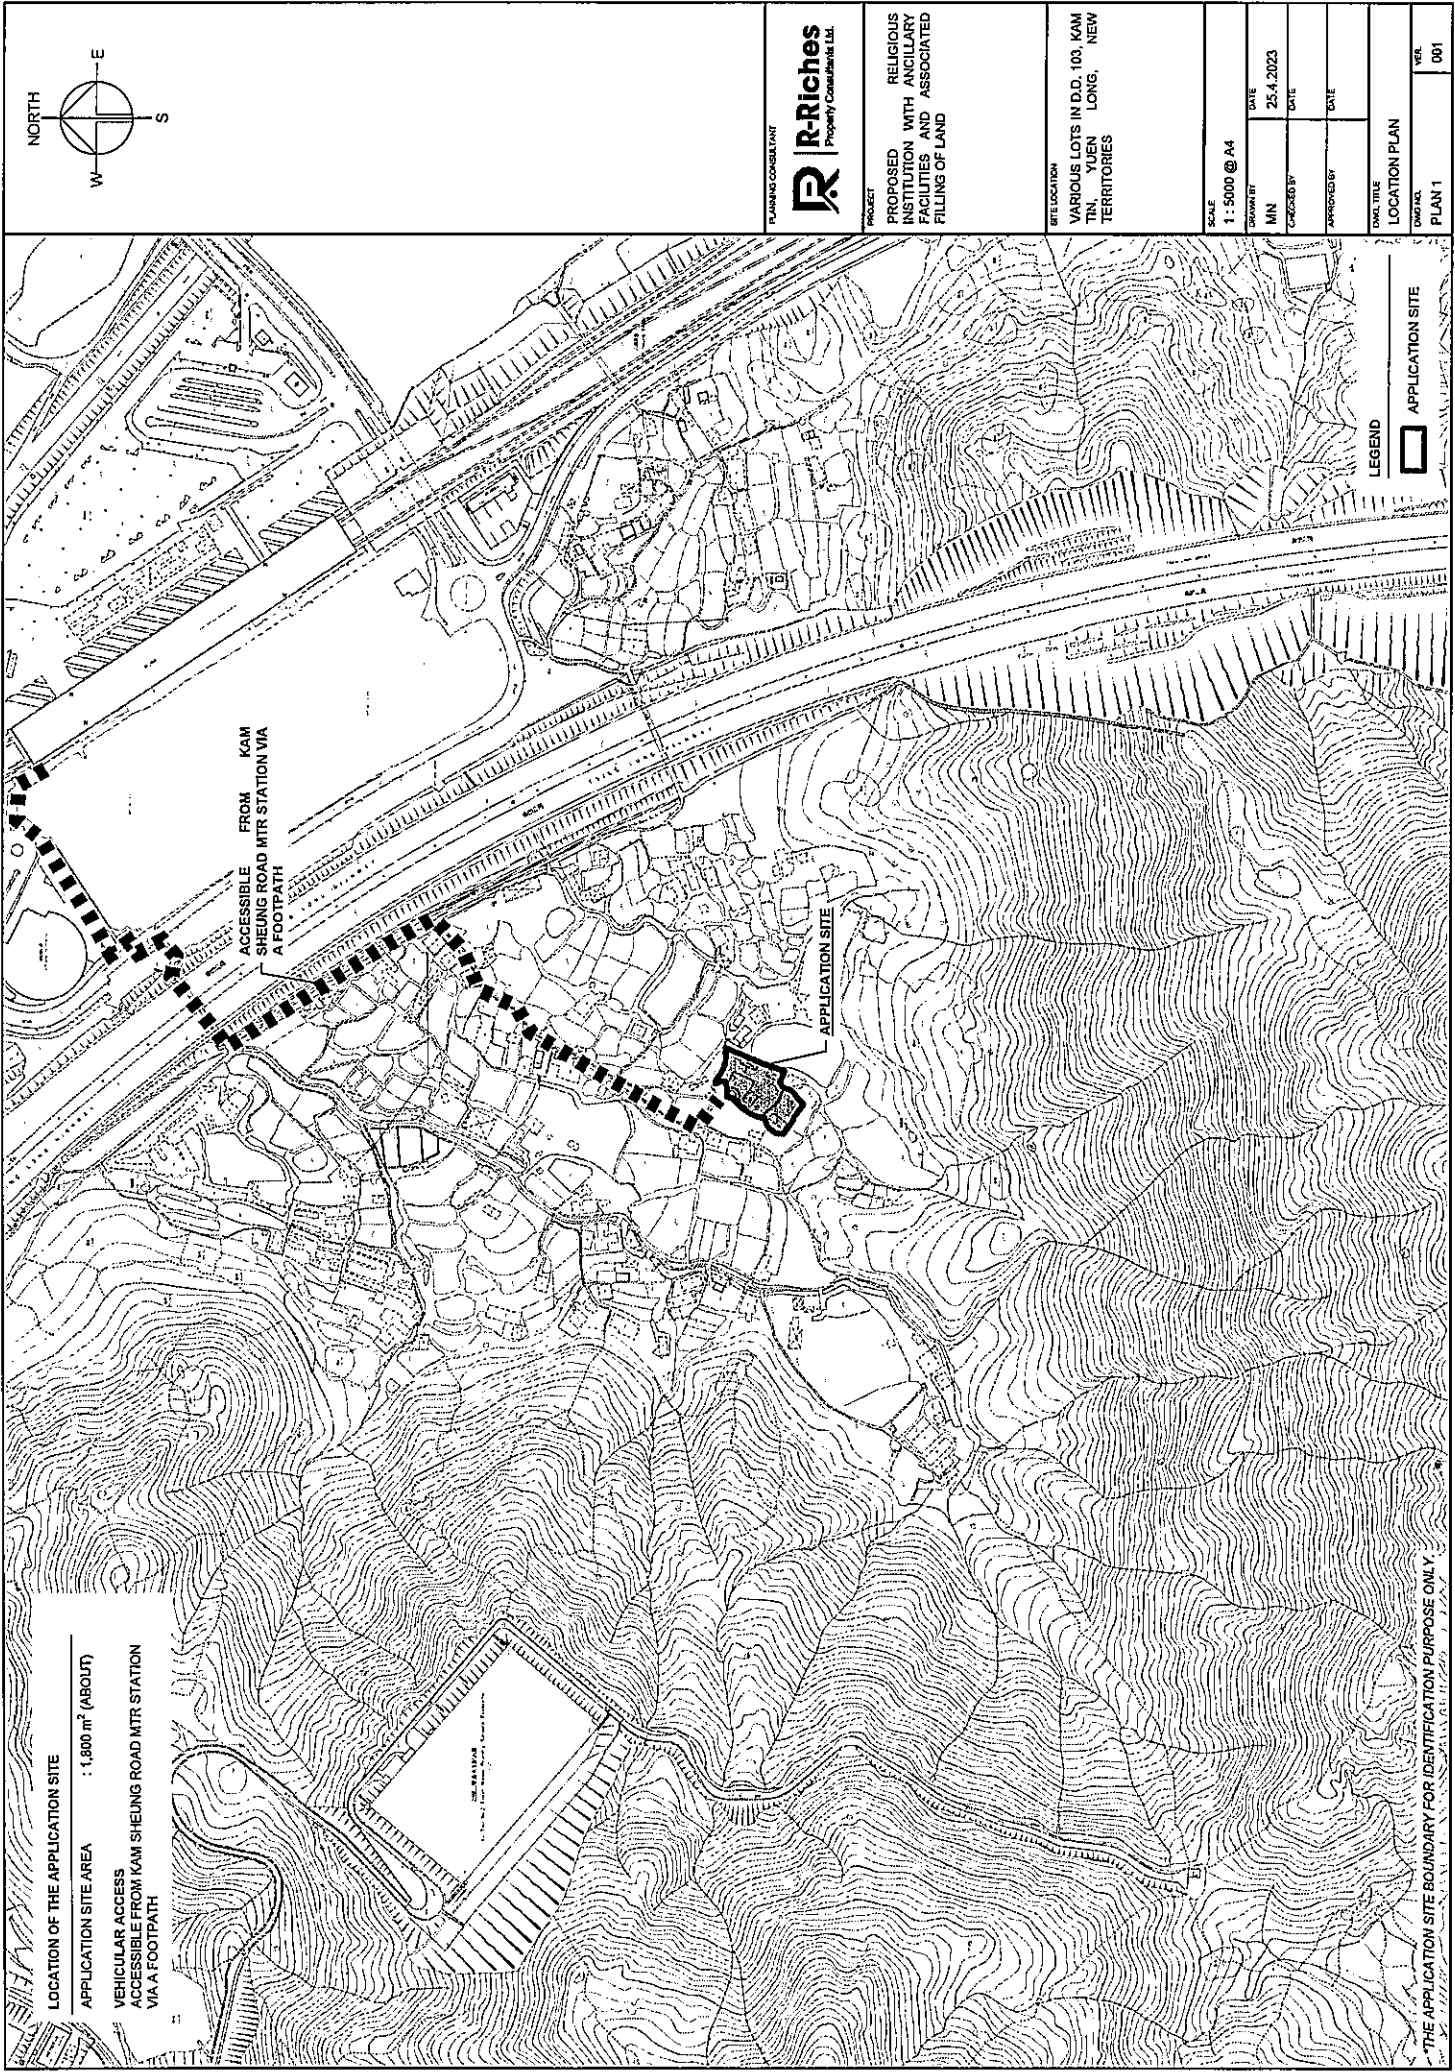 LOCATION OF THE APPLICATION SITE
APPLICATION SITE AREA : 1,800 m² (ABOUT)
VEHICULAR ACCESS
ACCESSIBLE FROM KAM SHEUNG ROAD MTR STATION
VIA A FOOTPATH
ACCESSIBLE FROM KAM
SHEUNG ROAD MTR STATION VIA
A FOOTPATH
APPLICATION SITE
*THE APPLICATION SITE BOUNDARY FOR IDENTIFICATION PURPOSE ONLY.
LEGEND
APPLICATION SITE
NORTH
W
E
S
PLANNING CONSULTANT
R-Riches
Property Consultants Ltd.
PROJECT
PROPOSED RELIGIOUS
INSTITUTION WITH ANCILLARY
FACILITIES AND ASSOCIATED
FILLING OF LAND
SITE LOCATION
VARIOUS LOTS IN D.D. 103, KAM
TIN, YUEN LONG, NEW
TERRITORIES
SCALE
1 : 5000 @ A4
DRAWN BY DATE
MN 25.4.2023
CHECKED BY DATE
APPROVED BY DATE
DWG. TITLE
LOCATION PLAN
DWG NO. VER.
PLAN 1 001